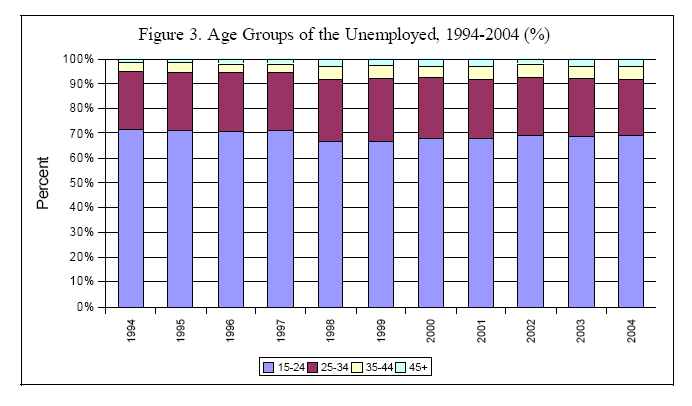 Figure 3. Age Groups of the Unemployed, 1994-2004 (%)
100%
90%
80%
70%
60%
50%
40%
30%
20%
10%
0%
Percent
1994 1995 1996 1997 1998 1999 2000 2001 2002 2003 2004
15-24 25-34 35-44 45+